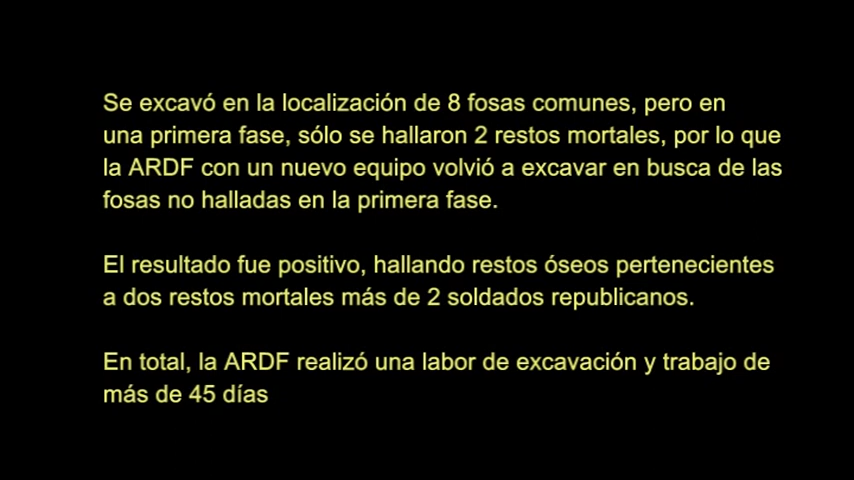 Se excavó en la localización de 8 fosas comunes, pero en
una primera fase, sólo se hallaron 2 restos mortales, por lo que
la ARDF con un nuevo equipo volvió a excavar en busca de las
fosas no halladas en la primera fase.
El resultado fue positivo, hallando restos óseos pertenecientes
a dos restos mortales más de 2 soldados republicanos.
En total, la ARDF realizó una labor de excavación y trabajo de
más de 45 días